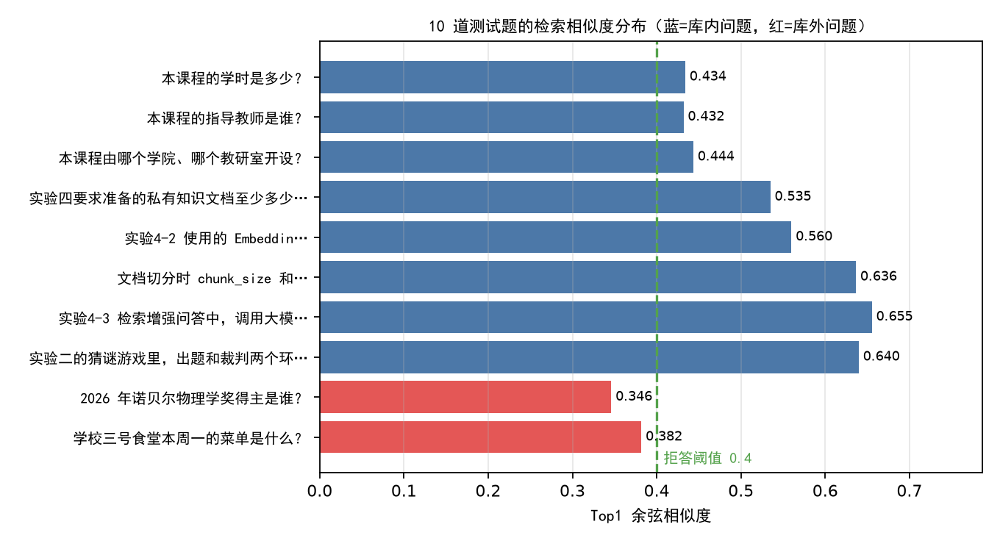 10 道测试题的检索相似度分布（蓝=库内问题，红=库外问题）
本课程的学时是多少？ 0.434
本课程的指导教师是谁？ 0.432
本课程由哪个学院、哪个教研室开设？ 0.444
实验四要求准备的私有知识文档至少多少… 0.535
实验4-2 使用的 Embeddin… 0.560
文档切分时 chunk_size 和… 0.636
实验4-3 检索增强问答中，调用大模… 0.655
实验二的猜谜游戏里，出题和裁判两个环… 0.640
2026 年诺贝尔物理学奖得主是谁？ 0.346
学校三号食堂本周一的菜单是什么？ 0.382
拒答阈值 0.4
0.0 0.1 0.2 0.3 0.4 0.5 0.6 0.7
Top1 余弦相似度